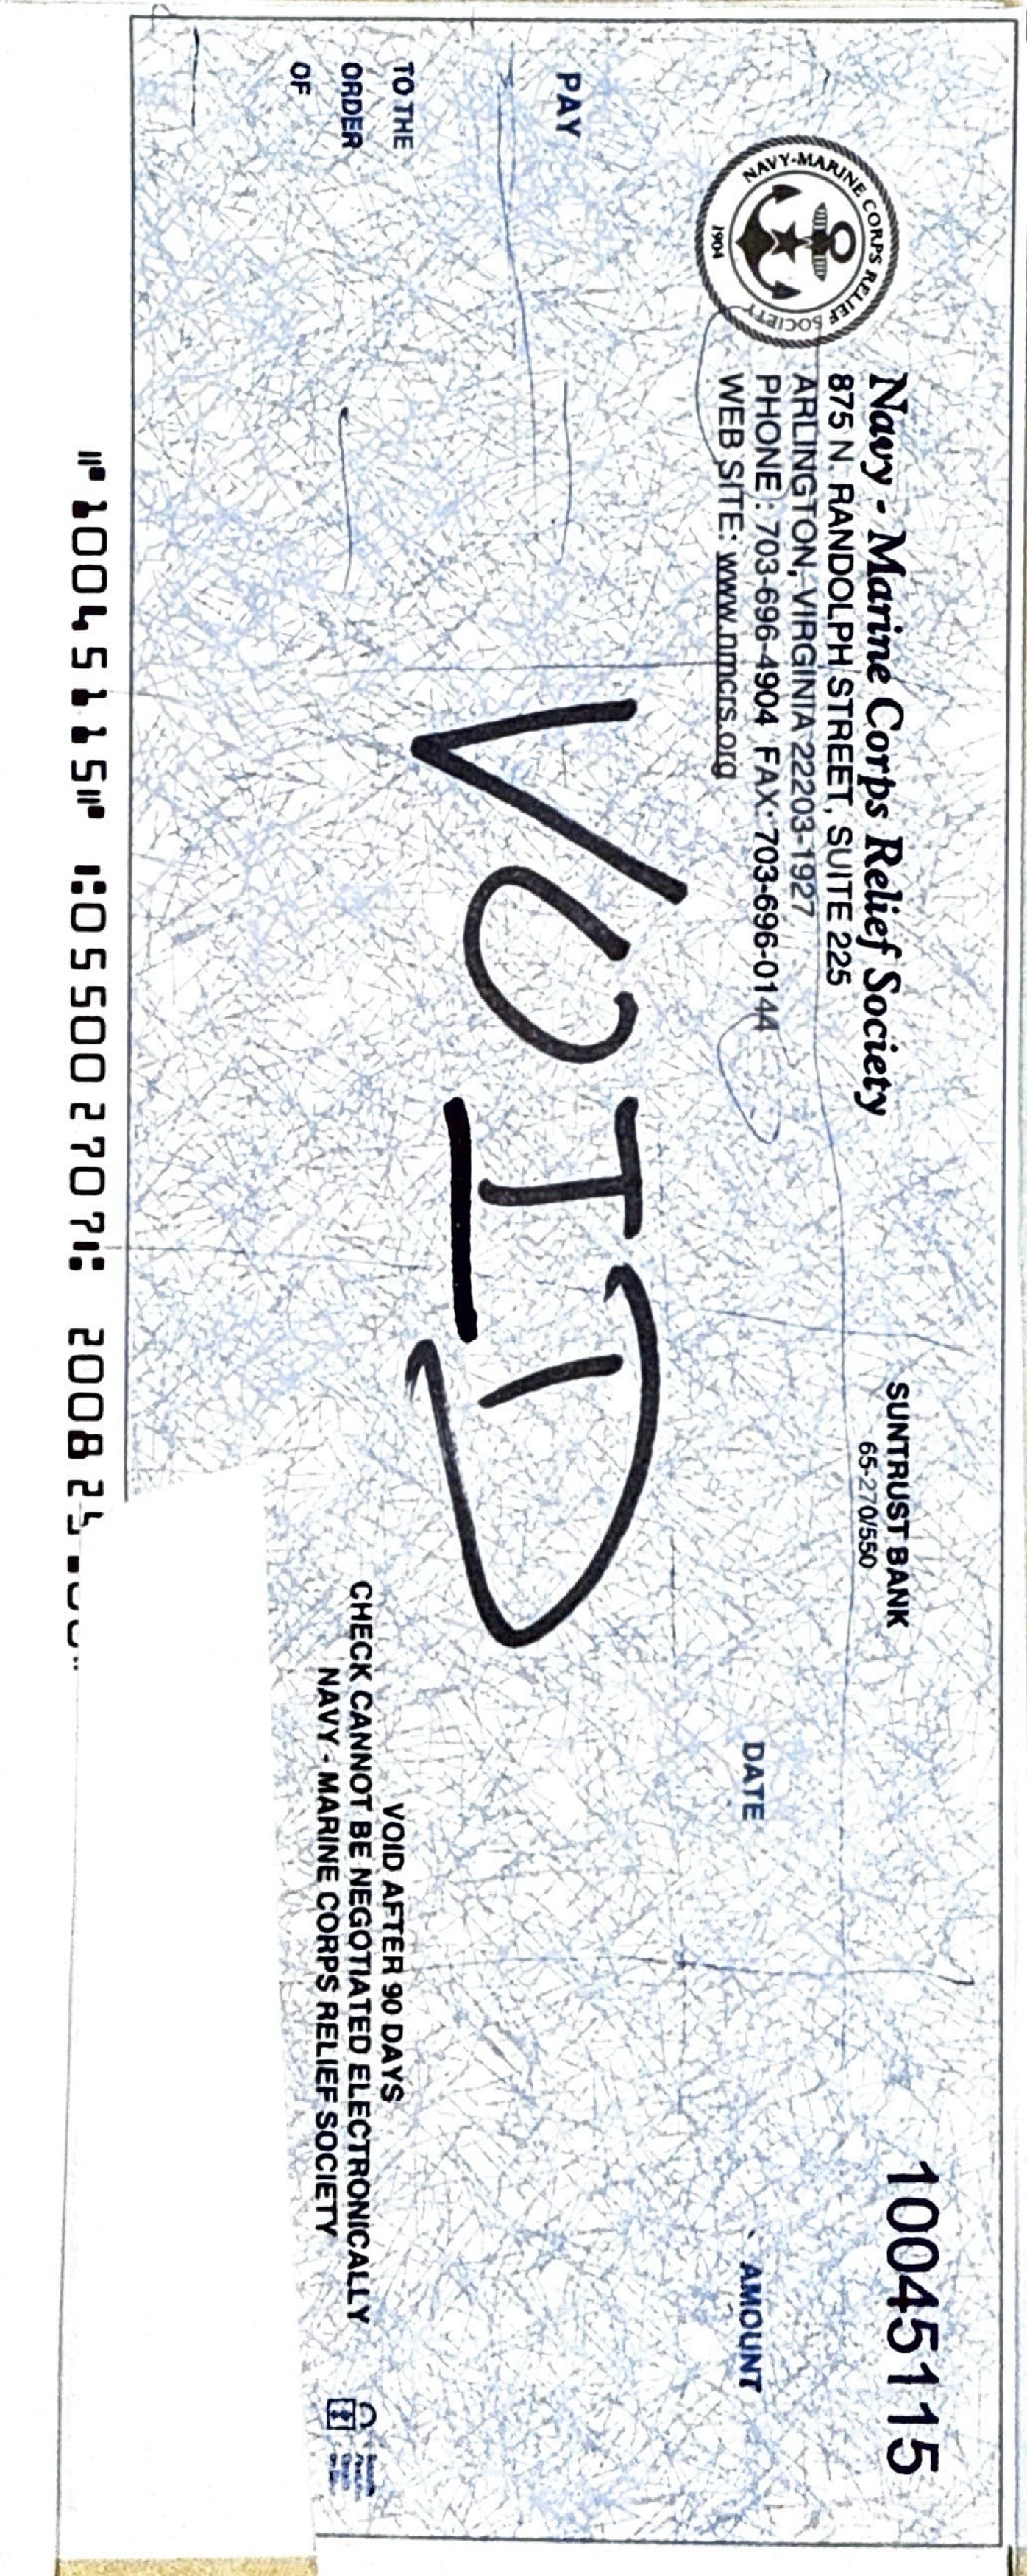 NAVY-MARINE CORPS RELIEF SOCIETY
1904
Navy - Marine Corps Relief Society
875 N. RANDOLPH STREET, SUITE 225
ARLINGTON, VIRGINIA 22203-1927
PHONE : 703-696-4904 FAX: 703-696-0144
WEB SITE: www.nmcrs.org
SUNTRUST BANK
65-270/550
10045115
DATE
AMOUNT
VOID
PAY
TO THE
ORDER
OF
VOID AFTER 90 DAYS
CHECK CANNOT BE NEGOTIATED ELECTRONICALLY
NAVY - MARINE CORPS RELIEF SOCIETY
⑈10045115⑈ ⑆055002707⑆ 200825